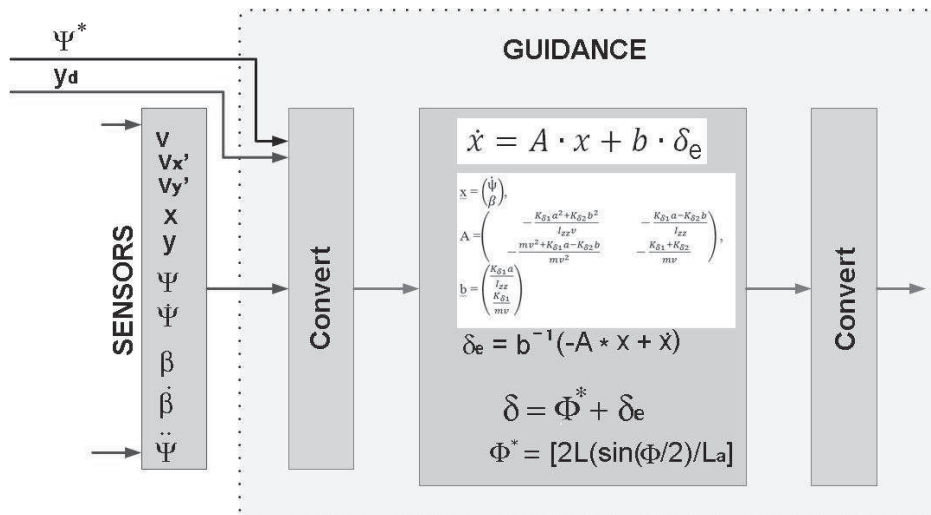 Ψ*
yd
GUIDANCE
SENSORS
V
Vx'
Vy'
x
y
Ψ
Ψ̇
β
β̇
Ψ̈
Convert
ẋ = A · x + b · δe
x = (ψ̇ β),
A = ( -(Kδ1a²+Kδ2b²)/(Izzv) -(Kδ1a-Kδ2b)/Izz
-(mv²+Kδ1a-Kδ2b)/(mv²) -(Kδ1+Kδ2)/(mv) ),
b = ( Kδ1a/Izz
Kδ1/mv )
δe = b⁻¹(-A * x + ẋ)
δ = Φ* + δe
Φ* = [2L(sin(Φ/2)/La]
Convert